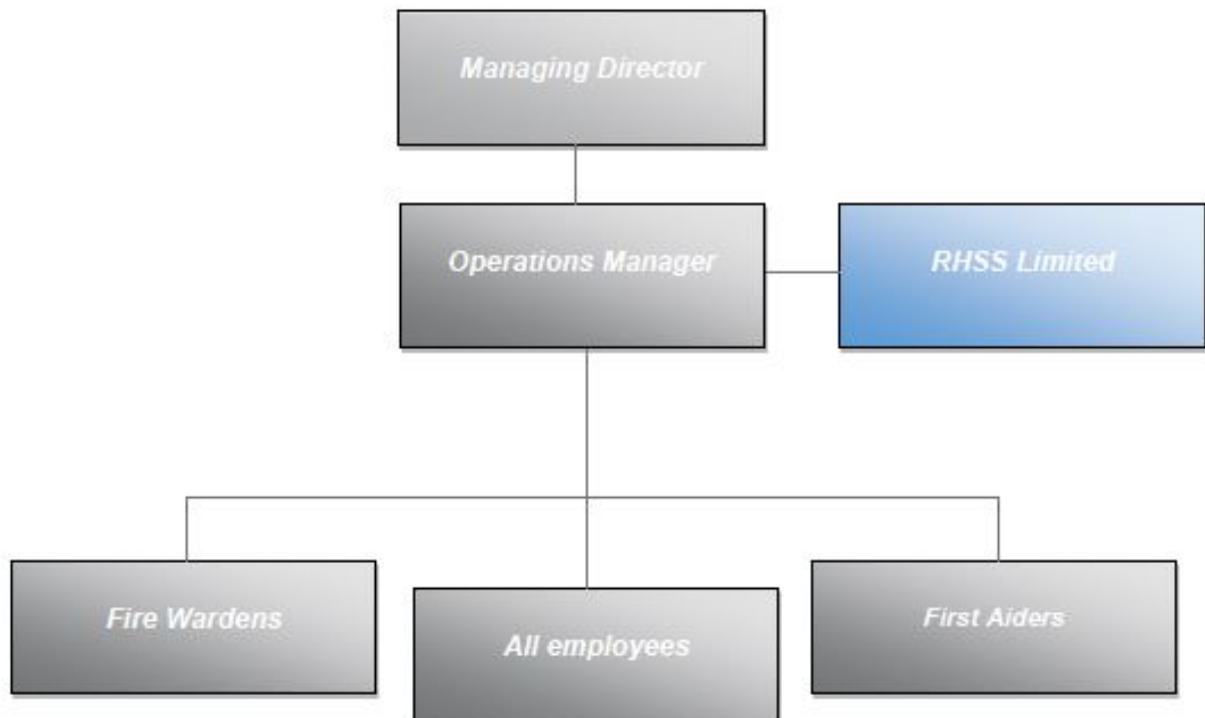 Managing Director
Operations Manager
RHSS Limited
Fire Wardens
All employees
First Aiders